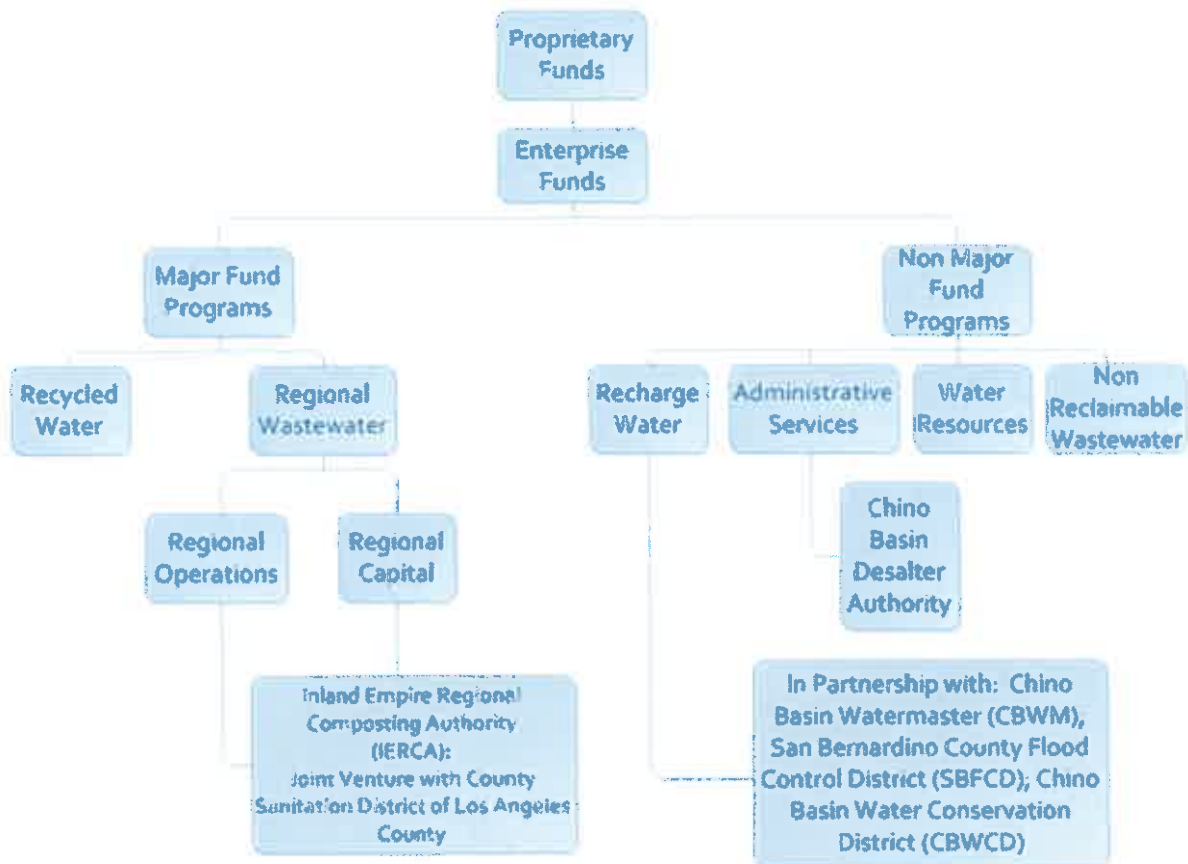 Proprietary
Funds
Enterprise
Funds
Major Fund
Programs
Non Major
Fund
Programs
Recycled
Water
Regional
Wastewater
Recharge
Water
Administrative
Services
Water
Resources
Non
Reclaimable
Wastewater
Regional
Operations
Regional
Capital
Chino
Basin
Desalter
Authority
Inland Empire Regional
Composting Authority
(IERCA):
Joint Venture with County
Sanitation District of Los Angeles
County
In Partnership with: Chino
Basin Watermaster (CBWM),
San Bernardino County Flood
Control District (SBFCD); Chino
Basin Water Conservation
District (CBWCD)